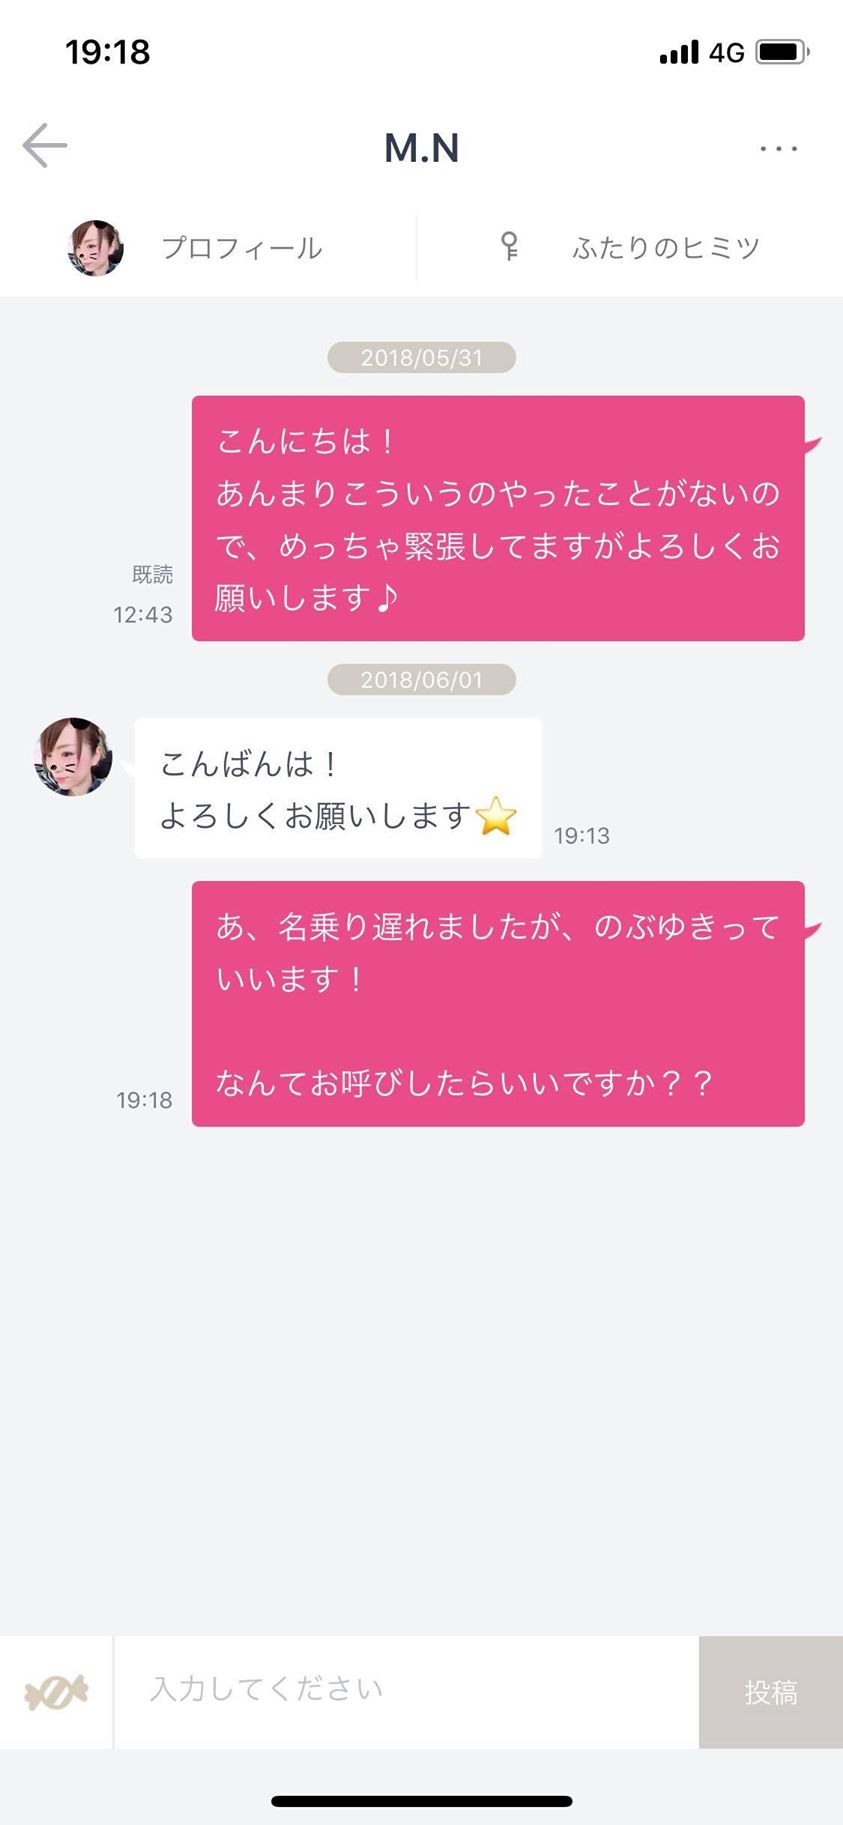 19:18
4G
M.N
プロフィール
ふたりのヒミツ
2018/05/31
こんにちは！
あんまりこういうのやったことがないの
で、めっちゃ緊張してますがよろしくお
願いします♪
既読
12:43
2018/06/01
こんばんは！
よろしくお願いします⭐
19:13
あ、名乗り遅れましたが、のぶゆきって
いいます！
なんてお呼びしたらいいですか？？
19:18
入力してください
投稿